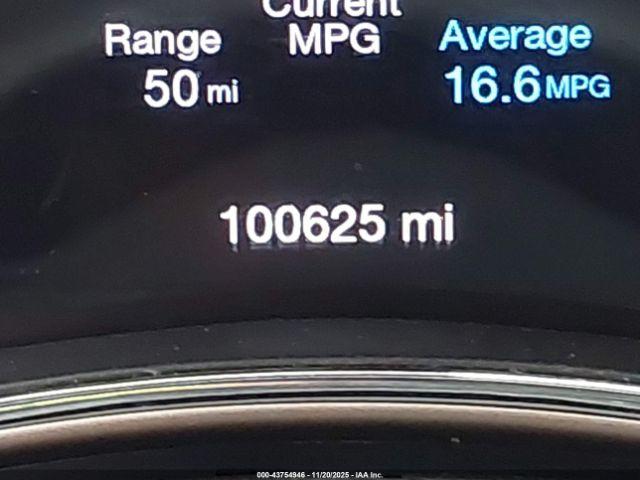 Current
Range MPG Average
50 mi 16.6 MPG
100625 mi
000-43754946 - 11/20/2025 - IAA Inc.